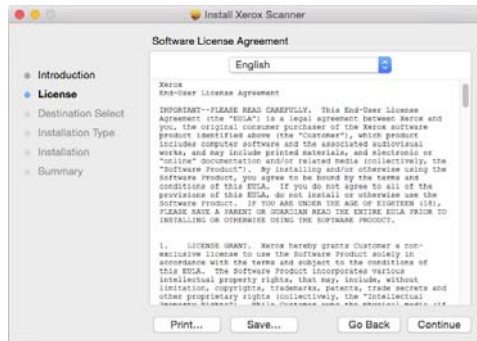 Install Xerox Scanner
Software License Agreement
English
Introduction
License
Destination Select
Installation Type
Installation
Summary
Xerox
End-User License Agreement
IMPORTANT--PLEASE READ CAREFULLY. This End-User License
Agreement (the "EULA") is a legal agreement between Xerox and
you, the original consumer purchaser of the Xerox software
product identified above (the "Customer"), which product
includes computer software and the associated audiovisual
works, and may include printed materials, and electronic or
"online" documentation and/or related media (collectively, the
"Software Product"). By installing and/or otherwise using the
Software Product, you agree to be bound by the terms and
conditions of this EULA. If you do not agree to all of the
provisions of this EULA, do not install or otherwise use the
Software Product. IF YOU ARE UNDER THE AGE OF EIGHTEEN (18),
PLEASE HAVE A PARENT OR GUARDIAN READ THE ENTIRE EULA PRIOR TO
INSTALLING OR OTHERWISE USING THE SOFTWARE PRODUCT.
1. LICENSE GRANT. Xerox hereby grants Customer a non-
exclusive license to use the Software Product solely in
accordance with the terms and subject to the conditions of
this EULA. The Software Product incorporates various
intellectual property rights, that may, include, without
limitation, copyrights, trademarks, patents, trade secrets and
other proprietary rights (collectively, the "Intellectual
Print...
Save...
Go Back
Continue